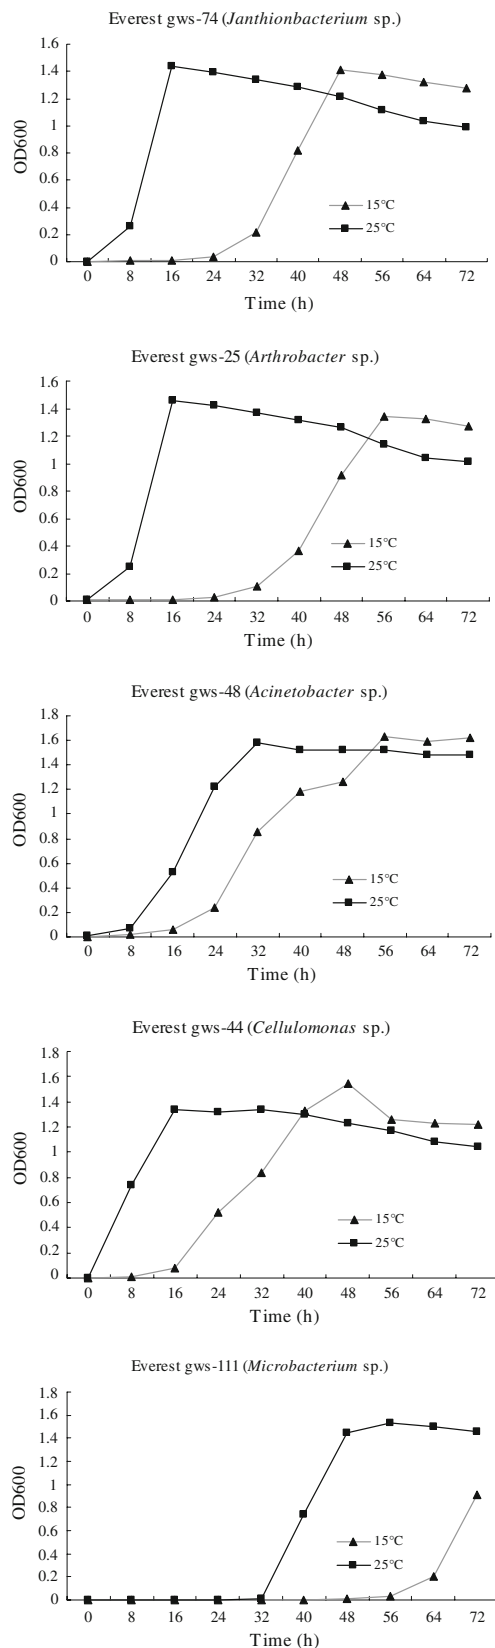 Everest gws-74 (Janthionbacterium sp.)
1.6
1.4
1.2
1
0.8
0.6
0.4
0.2
0
OD600
15°C
25°C
0 8 16 24 32 40 48 56 64 72
Time (h)
Everest gws-25 (Arthrobacter sp.)
1.6
1.4
1.2
1
0.8
0.6
0.4
0.2
0
OD600
15°C
25°C
0 8 16 24 32 40 48 56 64 72
Time (h)
Everest gws-48 (Acinetobacter sp.)
1.8
1.6
1.4
1.2
1
0.8
0.6
0.4
0.2
0
OD600
15°C
25°C
0 8 16 24 32 40 48 56 64 72
Time (h)
Everest gws-44 (Cellulomonas sp.)
1.8
1.6
1.4
1.2
1
0.8
0.6
0.4
0.2
0
OD600
15°C
25°C
0 8 16 24 32 40 48 56 64 72
Time (h)
Everest gws-111 (Microbacterium sp.)
1.8
1.6
1.4
1.2
1
0.8
0.6
0.4
0.2
0
OD600
15°C
25°C
0 8 16 24 32 40 48 56 64 72
Time (h)